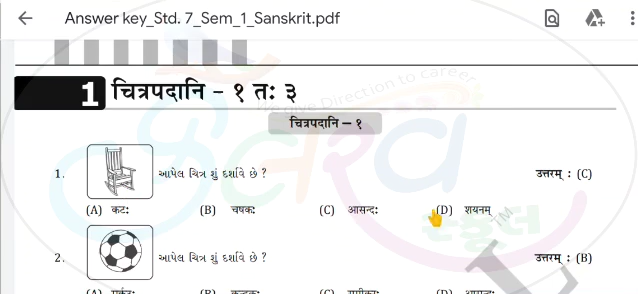 Answer key_Std. 7_Sem_1_Sanskrit.pdf
1 चित्रपदानि - १ तः ३
चित्रपदानि – १
1. આપેલ ચિત્ર શું દર્શાવે છે ? उत्तरम् : (C)
(A) कटः (B) चषकः (C) आसन्दः (D) शयनम्
2. આપેલ ચિત્ર શું દર્શાવે છે ? उत्तरम् : (B)
(A) (B) (C) (D)